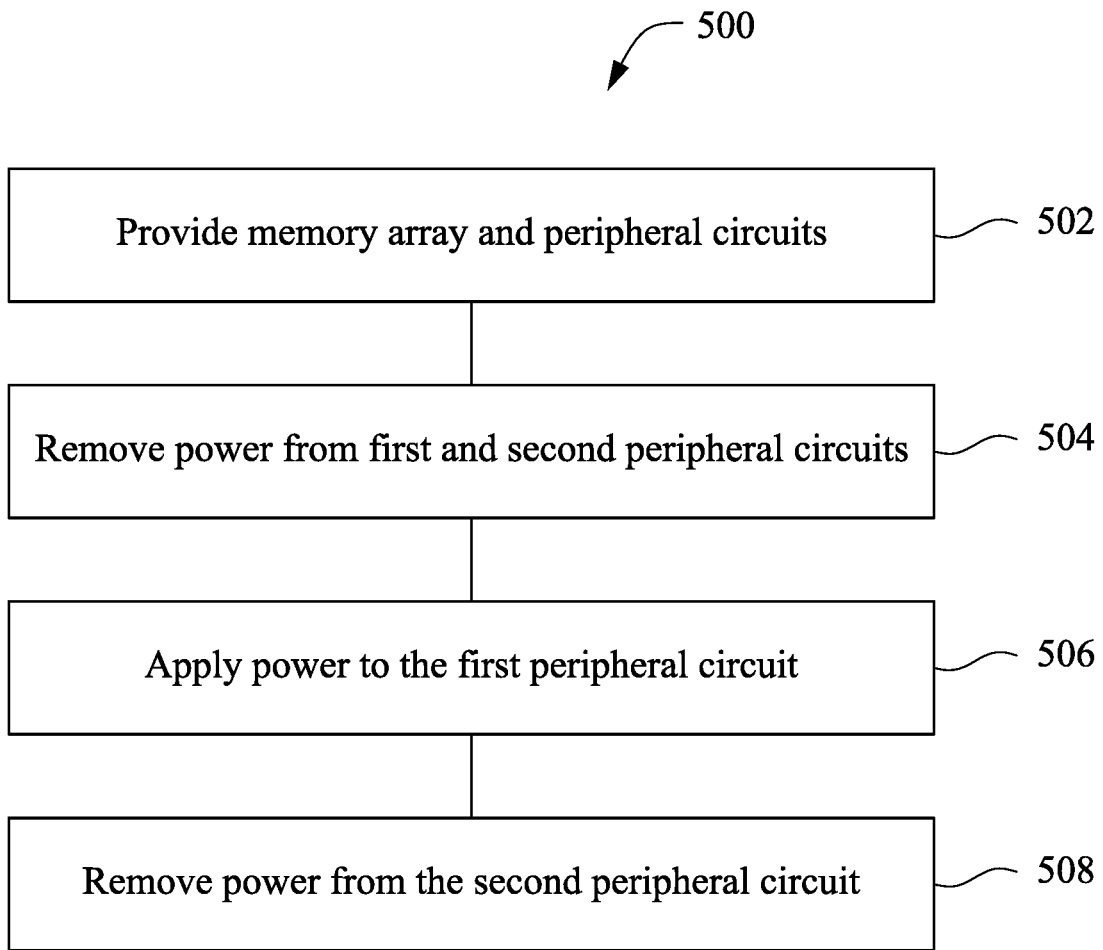 500
Provide memory array and peripheral circuits
502
Remove power from first and second peripheral circuits
504
Apply power to the first peripheral circuit
506
Remove power from the second peripheral circuit
508